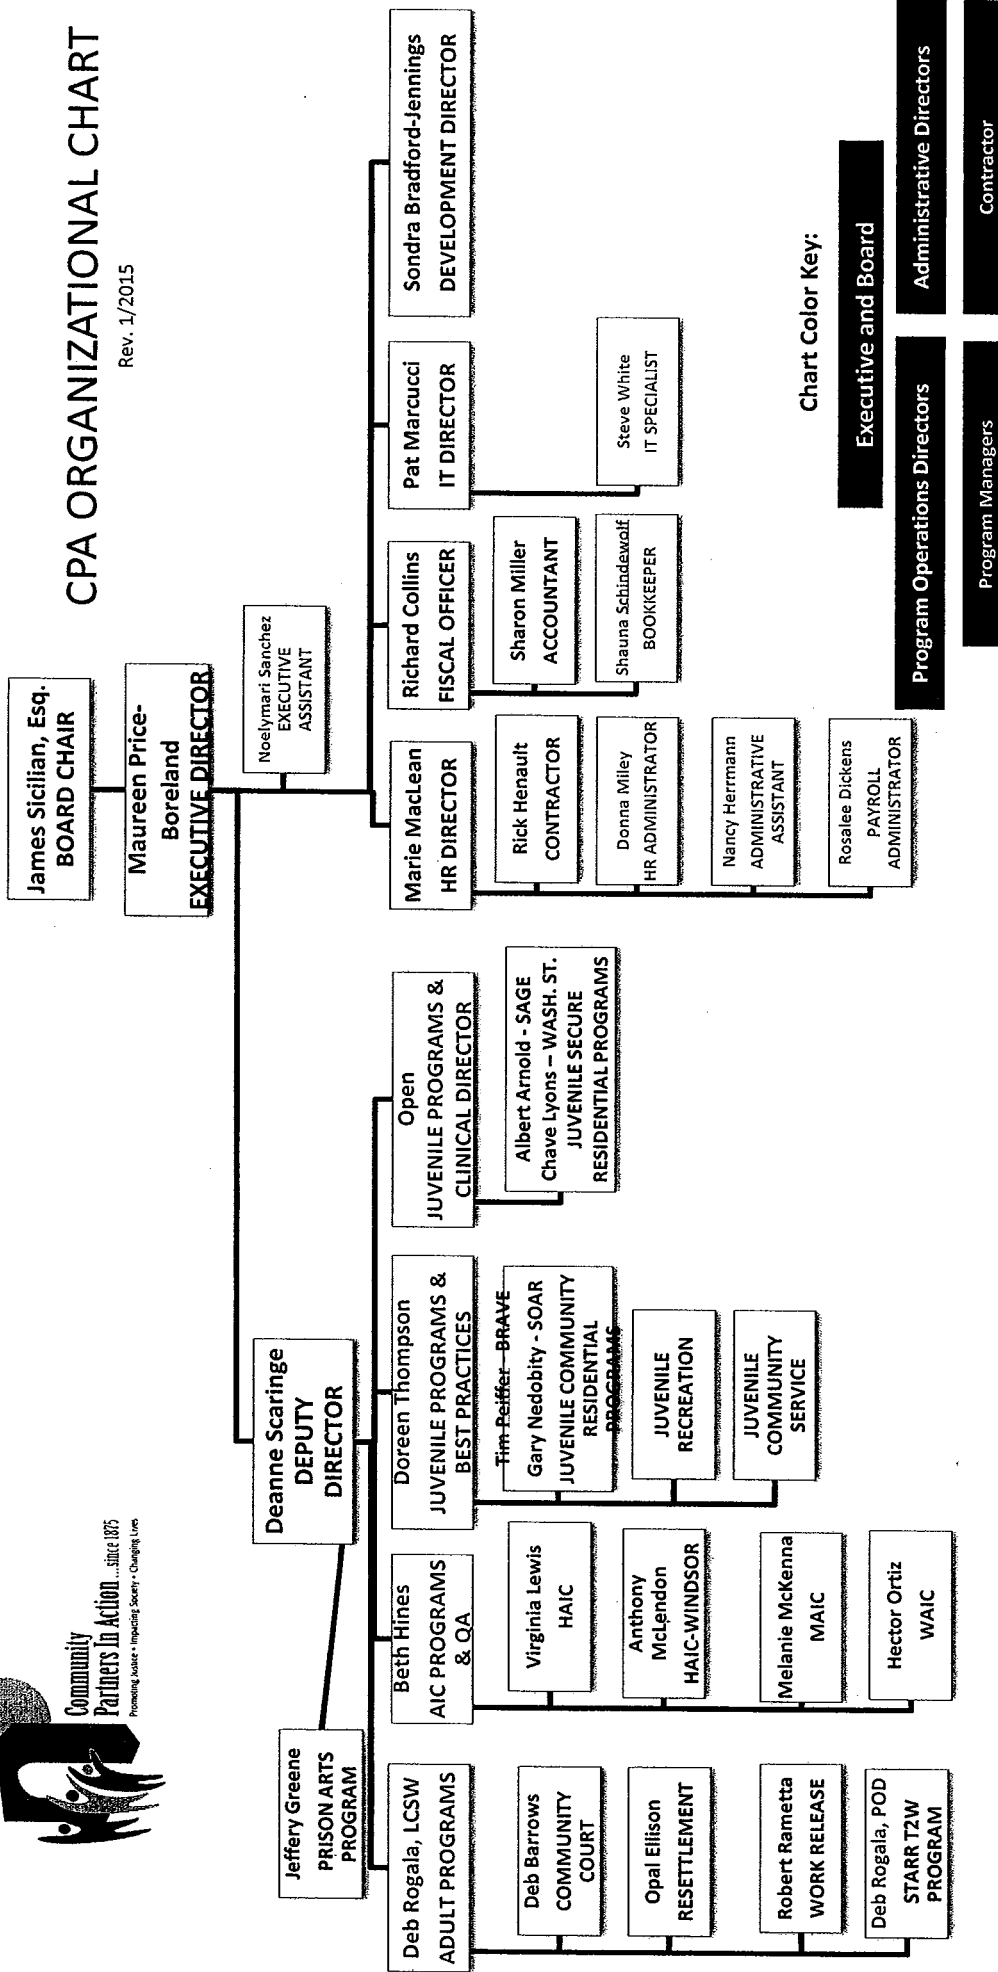 Community
Partners In Action ...since 1875
Promoting Justice • Impacting Society • Changing Lives
CPA ORGANIZATIONAL CHART
Rev. 1/2015
James Sicilian, Esq.
BOARD CHAIR
Maureen Price-
Boreland
EXECUTIVE DIRECTOR
Noelymari Sanchez
EXECUTIVE
ASSISTANT
Deanne Scaringe
DEPUTY
DIRECTOR
Jeffery Greene
PRISON ARTS
PROGRAM
Deb Rogala, LCSW
ADULT PROGRAMS
Deb Barrows
COMMUNITY
COURT
Opal Ellison
RESETTLEMENT
Robert Rametta
WORK RELEASE
Deb Rogala, POD
STARR T2W
PROGRAM
Beth Hines
AIC PROGRAMS
& QA
Virginia Lewis
HAIC
Anthony
McLendon
HAIC-WINDSOR
Melanie McKenna
MAIC
Hector Ortiz
WAIC
Doreen Thompson
JUVENILE PROGRAMS &
BEST PRACTICES
Tim Peiffer - BRAVE
Gary Nedobity - SOAR
JUVENILE COMMUNITY
RESIDENTIAL
PROGRAMS
JUVENILE
RECREATION
JUVENILE
COMMUNITY
SERVICE
Open
JUVENILE PROGRAMS &
CLINICAL DIRECTOR
Albert Arnold - SAGE
Chave Lyons – WASH. ST.
JUVENILE SECURE
RESIDENTIAL PROGRAMS
Marie MacLean
HR DIRECTOR
Rick Henault
CONTRACTOR
Donna Miley
HR ADMINISTRATOR
Nancy Herrmann
ADMINISTRATIVE
ASSISTANT
Rosalee Dickens
PAYROLL
ADMINISTRATOR
Richard Collins
FISCAL OFFICER
Sharon Miller
ACCOUNTANT
Shauna Schindewolf
BOOKKEEPER
Pat Marcucci
IT DIRECTOR
Steve White
IT SPECIALIST
Sondra Bradford-Jennings
DEVELOPMENT DIRECTOR
Chart Color Key:
Executive and Board
Program Operations Directors
Administrative Directors
Program Managers
Contractor